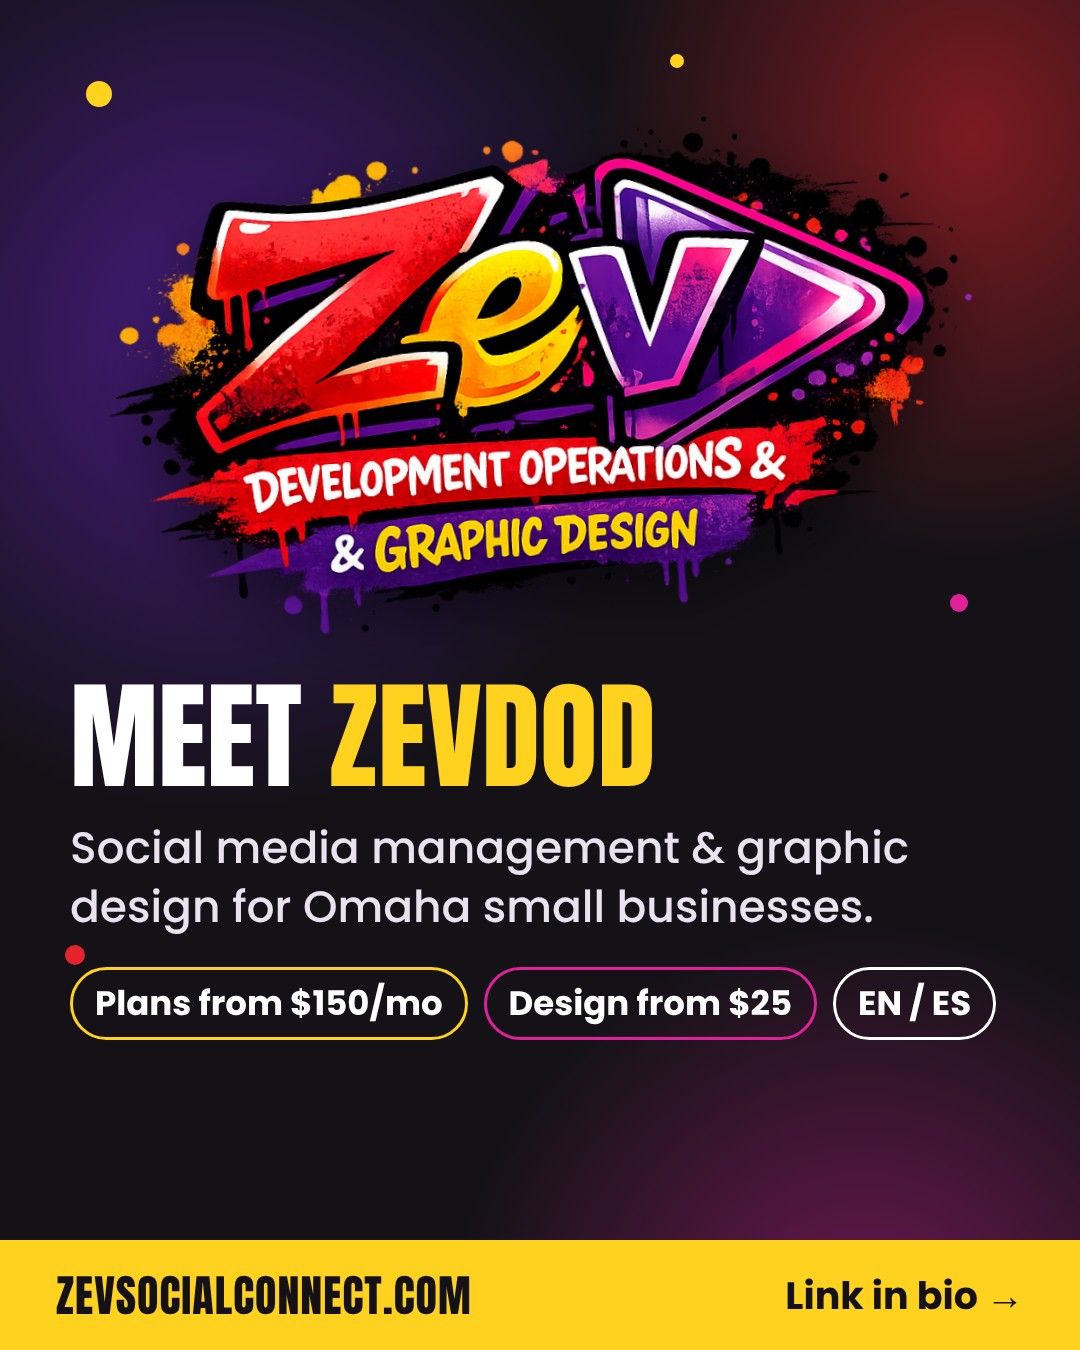 Zev
DEVELOPMENT OPERATIONS &
& GRAPHIC DESIGN
MEET ZEVDOD
Social media management & graphic
design for Omaha small businesses.
Plans from $150/mo
Design from $25
EN / ES
ZEVSOCIALCONNECT.COM
Link in bio →